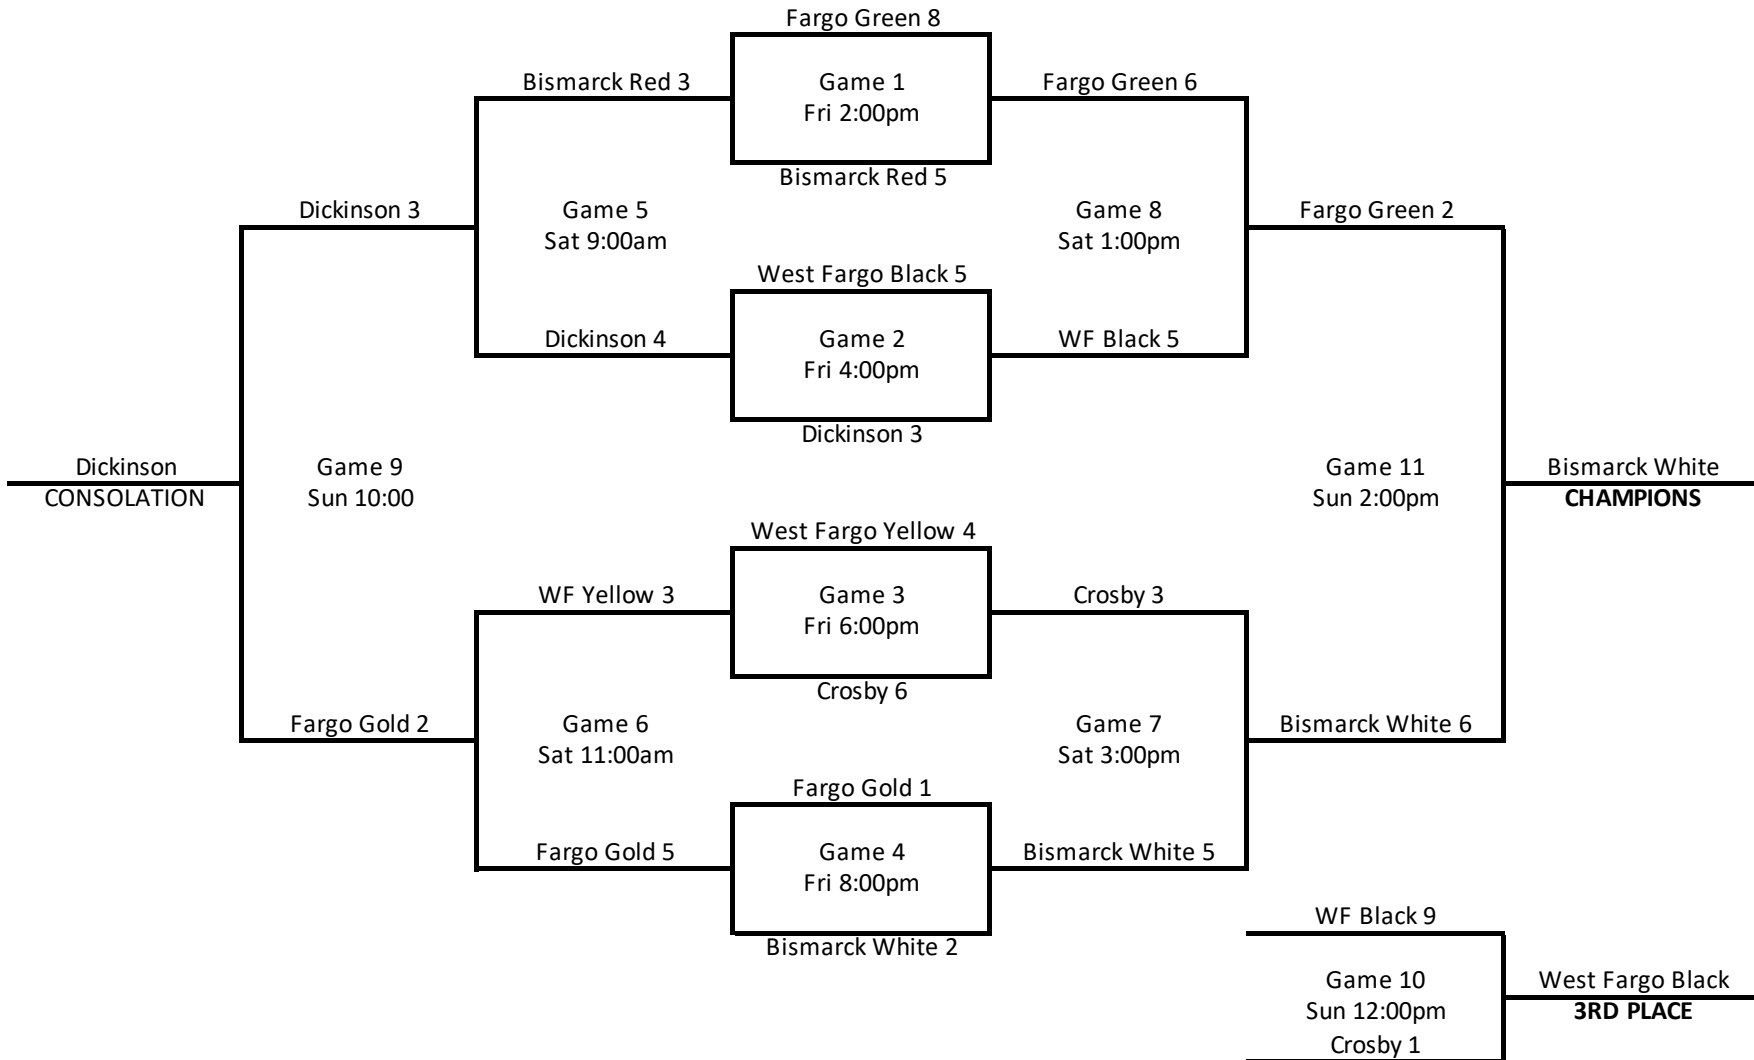 Fargo Green 8
Bismarck Red 3
Game 1
Fri 2:00pm
Fargo Green 6
Bismarck Red 5
Dickinson 3
Game 5
Sat 9:00am
Game 8
Sat 1:00pm
Fargo Green 2
West Fargo Black 5
Dickinson 4
Game 2
Fri 4:00pm
WF Black 5
Dickinson 3
Dickinson
CONSOLATION
Game 9
Sun 10:00
Game 11
Sun 2:00pm
Bismarck White
CHAMPIONS
West Fargo Yellow 4
WF Yellow 3
Game 3
Fri 6:00pm
Crosby 3
Crosby 6
Fargo Gold 2
Game 6
Sat 11:00am
Game 7
Sat 3:00pm
Bismarck White 6
Fargo Gold 1
Fargo Gold 5
Game 4
Fri 8:00pm
Bismarck White 5
Bismarck White 2
WF Black 9
Game 10
Sun 12:00pm
West Fargo Black
3RD PLACE
Crosby 1